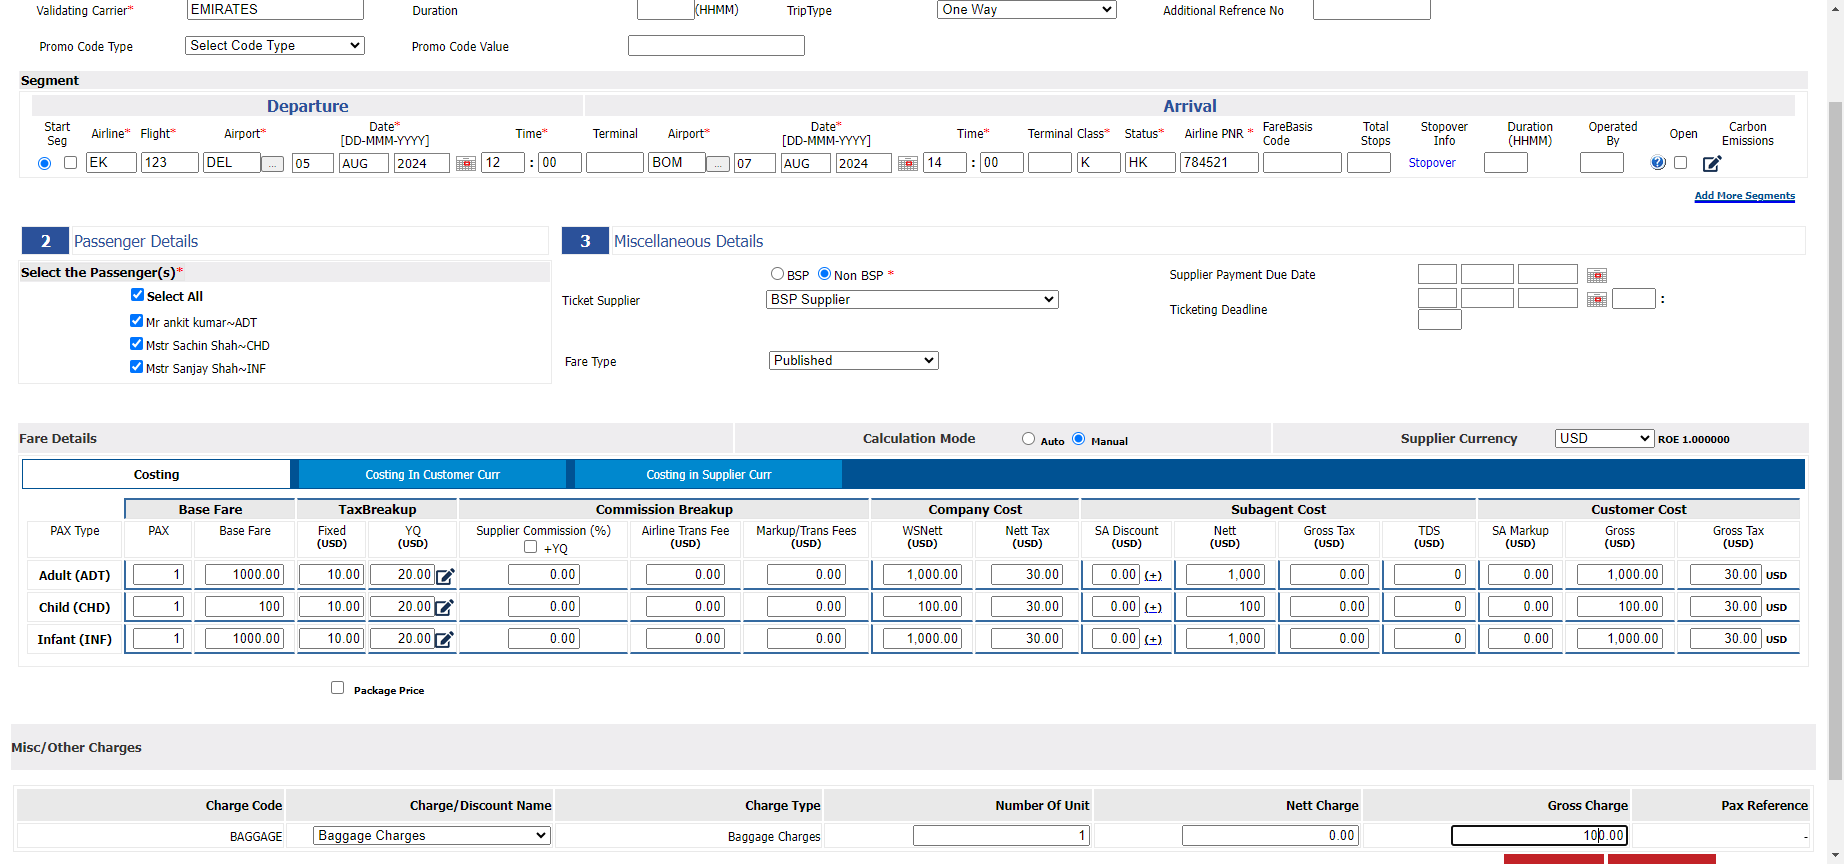 Validating Carrier* EMIRATES Duration (HHMM) TripType One Way Additional Refrence No
Promo Code Type Select Code Type Promo Code Value
Segment
Departure Arrival
Start Seg Airline* Flight* Airport* Date* [DD-MMM-YYYY] Time* Terminal Airport* Date* [DD-MMM-YYYY] Time* Terminal Class* Status* Airline PNR * FareBasis Code Total Stops Stopover Info Duration (HHMM) Operated By Open Carbon Emissions
EK 123 DEL ... 05 AUG 2024 12 : 00 BOM ... 07 AUG 2024 14 : 00 K HK 784521 Stopover ?
Add More Segments
2 Passenger Details
Select the Passenger(s)*
Select All
Mr ankit kumar~ADT
Mstr Sachin Shah~CHD
Mstr Sanjay Shah~INF
3 Miscellaneous Details
BSP Non BSP * Supplier Payment Due Date
Ticket Supplier BSP Supplier
Ticketing Deadline :
Fare Type Published
Fare Details Calculation Mode Auto Manual Supplier Currency USD ROE 1.000000
Costing Costing In Customer Curr Costing in Supplier Curr
Base Fare TaxBreakup Commission Breakup Company Cost Subagent Cost Customer Cost
PAX Type PAX Base Fare Fixed (USD) YQ (USD) Supplier Commission (%) +YQ Airline Trans Fee (USD) Markup/Trans Fees (USD) WSNett (USD) Nett Tax (USD) SA Discount (USD) Nett (USD) Gross Tax (USD) TDS (USD) SA Markup (USD) Gross (USD) Gross Tax (USD)
Adult (ADT) 1 1000.00 10.00 20.00 0.00 0.00 0.00 1,000.00 30.00 0.00 (+) 1,000 0.00 0 0.00 1,000.00 30.00 USD
Child (CHD) 1 100 10.00 20.00 0.00 0.00 0.00 100.00 30.00 0.00 (+) 100 0.00 0 0.00 100.00 30.00 USD
Infant (INF) 1 1000.00 10.00 20.00 0.00 0.00 0.00 1,000.00 30.00 0.00 (+) 1,000 0.00 0 0.00 1,000.00 30.00 USD
Package Price
Misc/Other Charges
Charge Code Charge/Discount Name Charge Type Number Of Unit Nett Charge Gross Charge Pax Reference
BAGGAGE Baggage Charges Baggage Charges 1 0.00 100.00 -